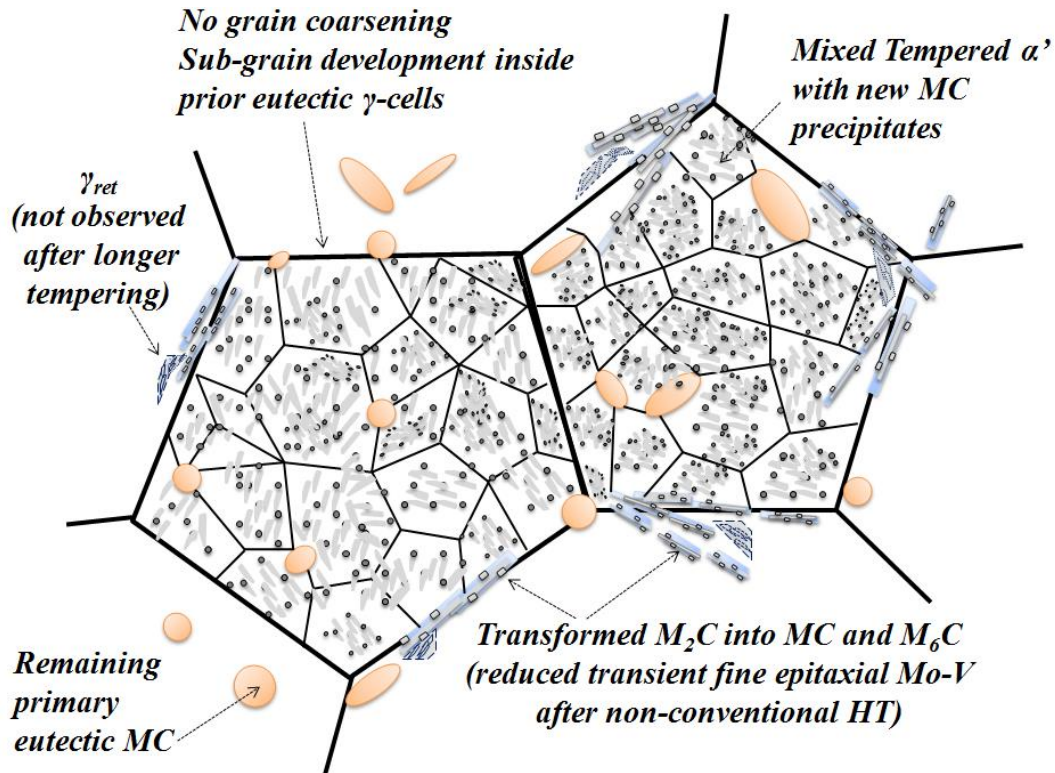 No grain coarsening
Sub-grain development inside
prior eutectic γ-cells
Mixed Tempered α’
with new MC
precipitates
γret
(not observed
after longer
tempering)
Transformed M2C into MC and M6C
(reduced transient fine epitaxial Mo-V
after non-conventional HT)
Remaining
primary
eutectic MC